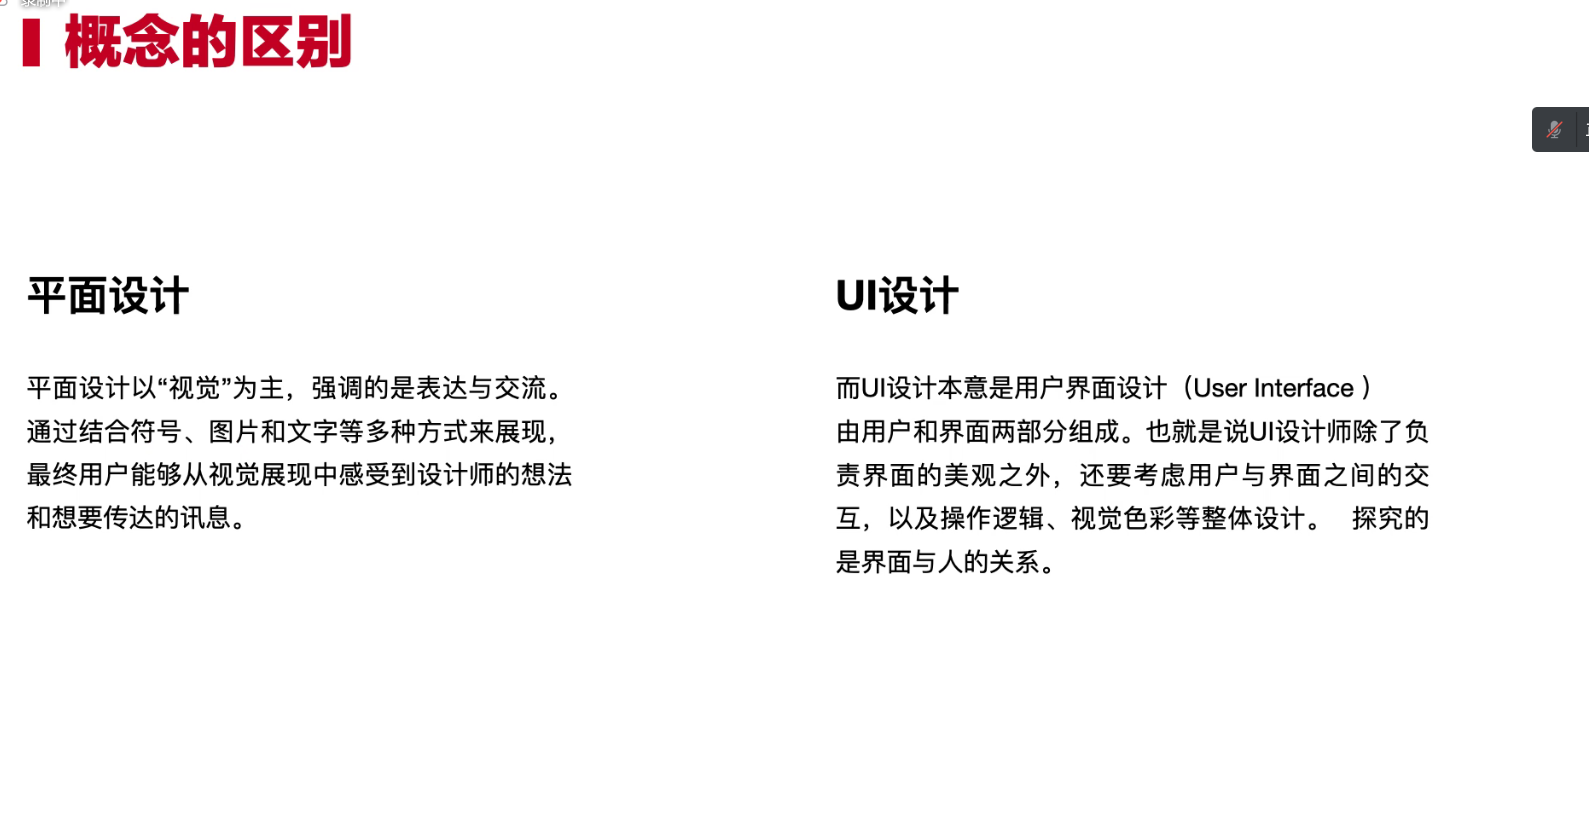 概念的区别
平面设计
平面设计以“视觉”为主，强调的是表达与交流。
通过结合符号、图片和文字等多种方式来展现，
最终用户能够从视觉展现中感受到设计师的想法
和想要传达的讯息。
UI设计
而UI设计本意是用户界面设计（User Interface ）
由用户和界面两部分组成。也就是说UI设计师除了负
责界面的美观之外，还要考虑用户与界面之间的交
互，以及操作逻辑、视觉色彩等整体设计。 探究的
是界面与人的关系。